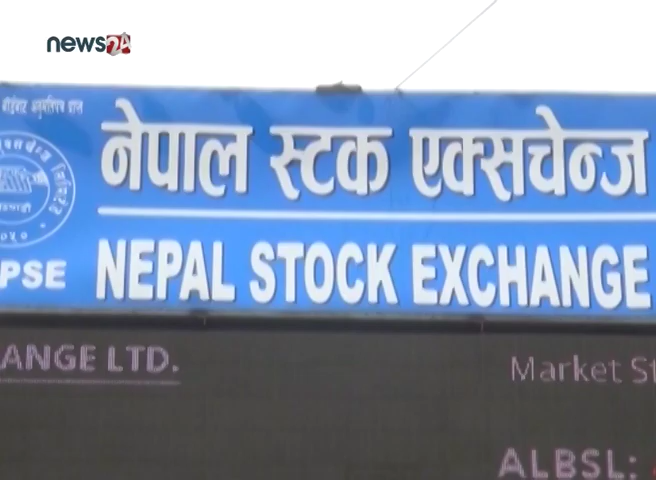 news24
नेपाल स्टक एक्सचेन्ज
NEPAL STOCK EXCHANGE
PSE
ANGE LTD.
Market St
ALBSL: